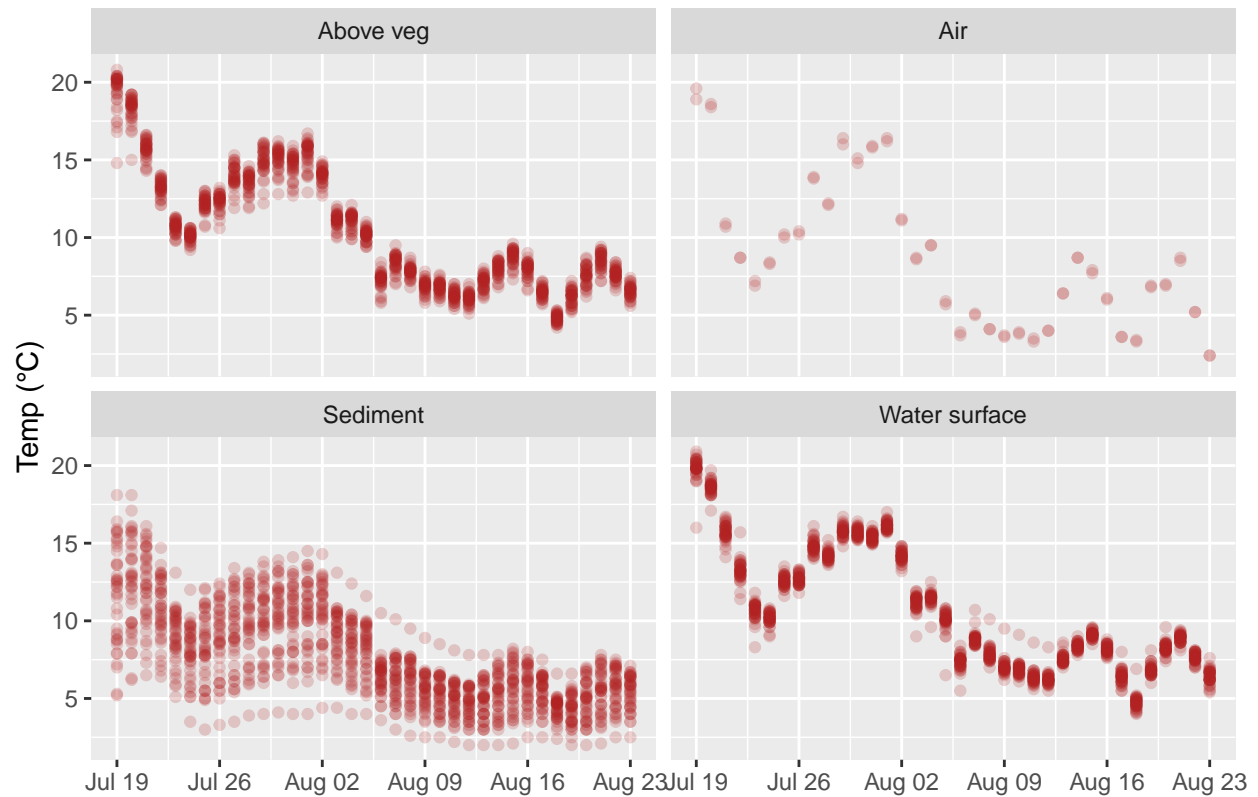 Above veg
Air
20
15
10
5
Sediment
Water surface
20
15
10
5
Temp (°C)
Jul 19 Jul 26 Aug 02 Aug 09 Aug 16 Aug 23 Jul 19 Jul 26 Aug 02 Aug 09 Aug 16 Aug 23